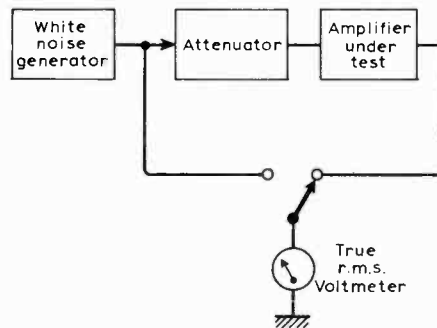 White
noise
generator
Attenuator
Amplifier
under
test
True
r.m.s.
Voltmeter